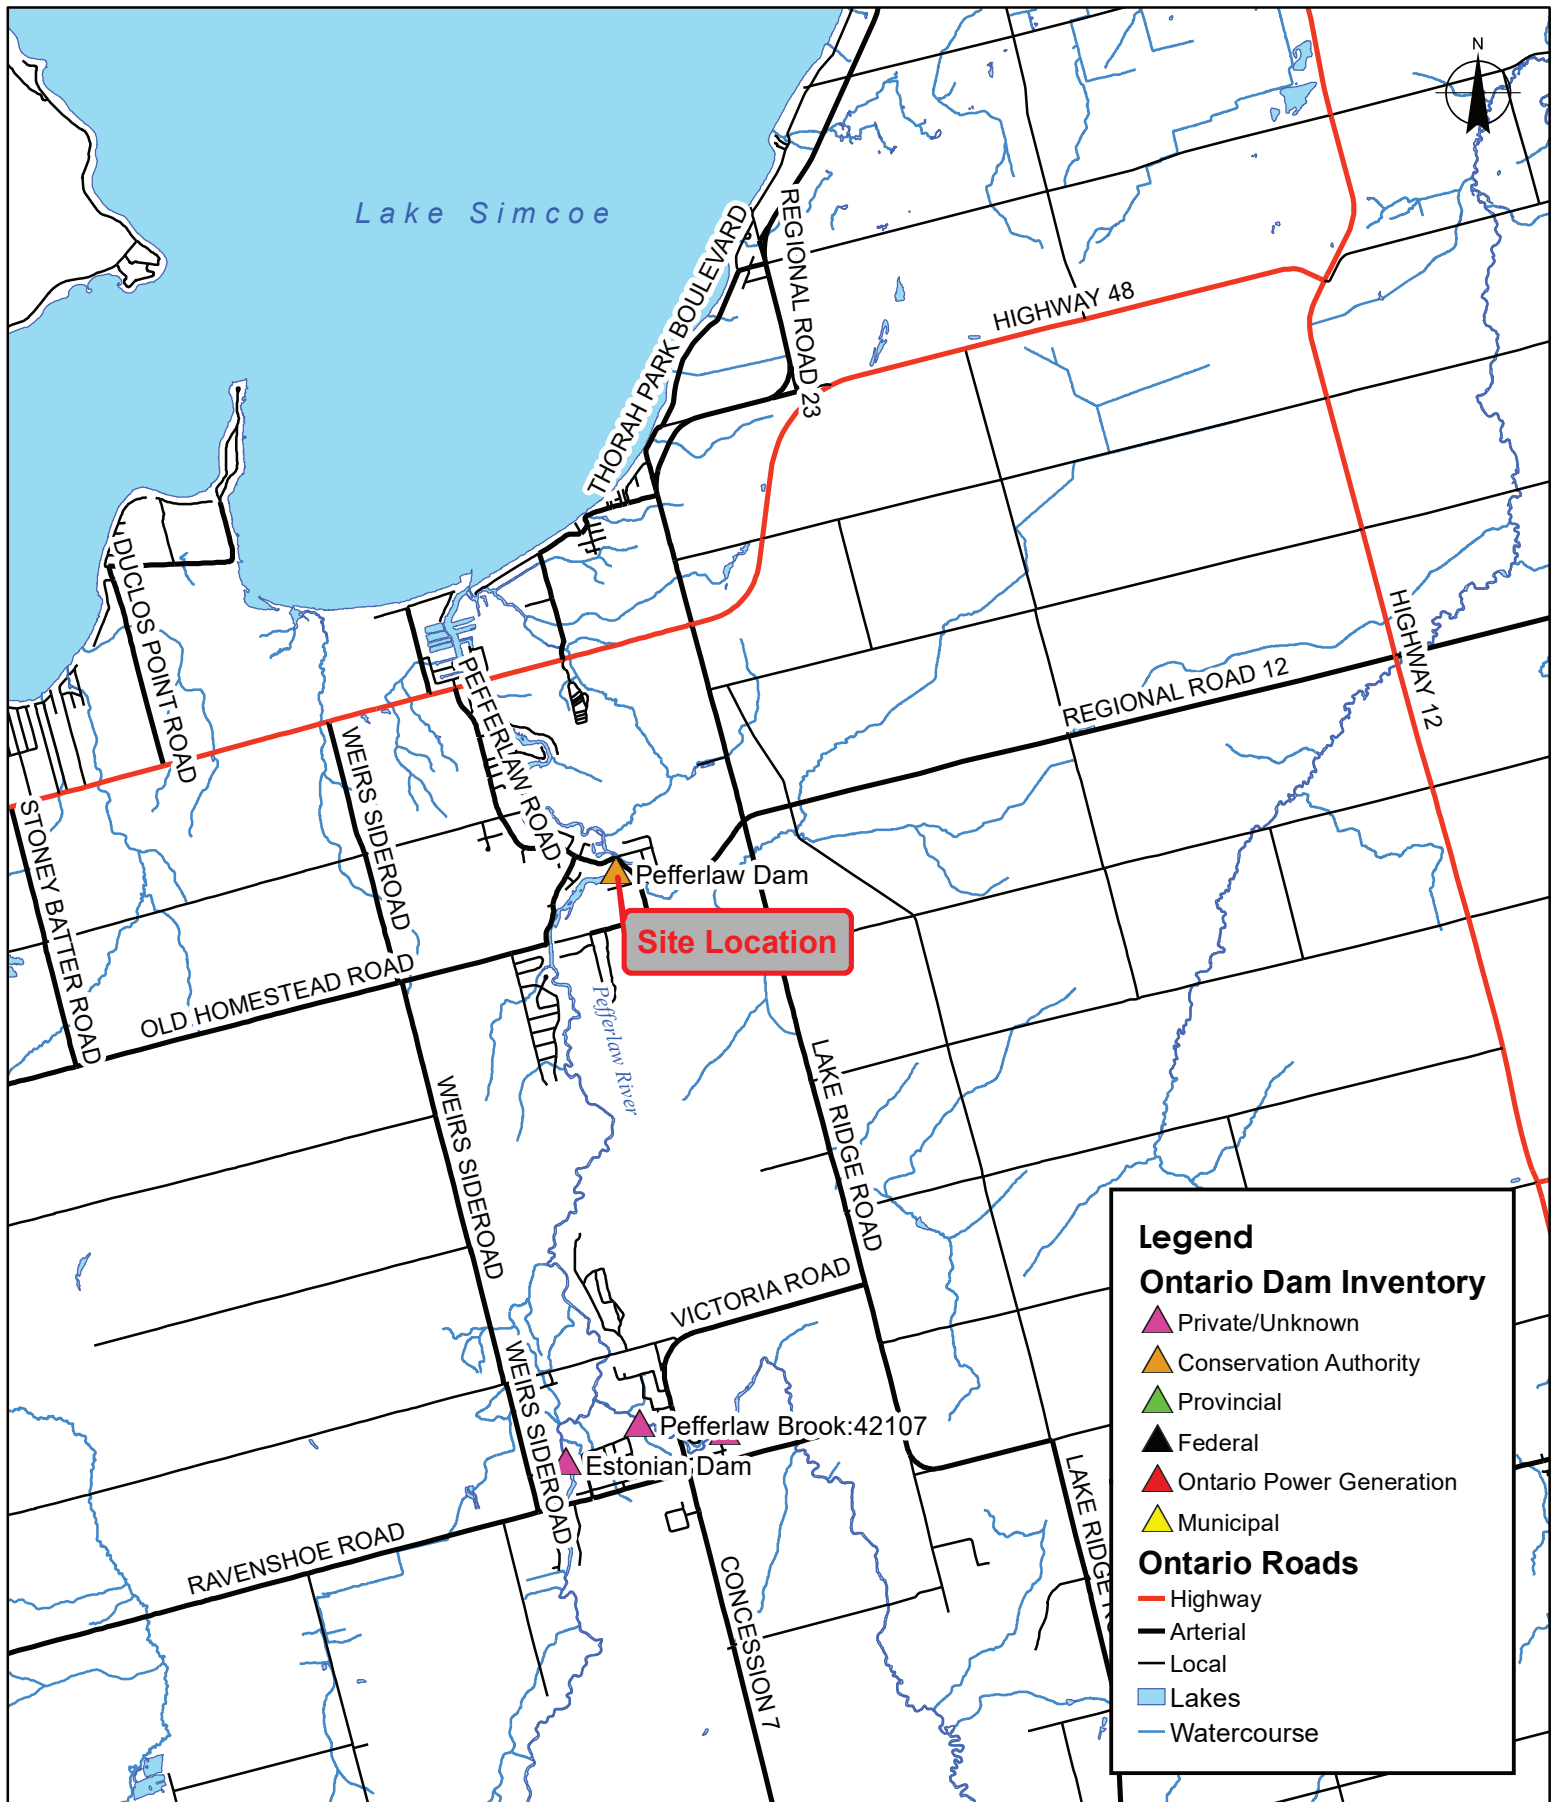 N
Lake Simcoe
THORAH PARK BOULEVARD
REGIONAL ROAD 23
HIGHWAY 48
DUCLOS POINT ROAD
PEFFERLAW ROAD
HIGHWAY 12
REGIONAL ROAD 12
WEIRS SIDEROAD
STONEY BATTER ROAD
Pefferlaw Dam
Site Location
OLD HOMESTEAD ROAD
Pefferlaw River
WEIRS SIDEROAD
LAKE RIDGE ROAD
VICTORIA ROAD
WEIRS SIDEROAD
Pefferlaw Brook:42107
Estonian Dam
RAVENSHOE ROAD
CONCESSION 7
LAKE RIDGE
Legend
Ontario Dam Inventory
Private/Unknown
Conservation Authority
Provincial
Federal
Ontario Power Generation
Municipal
Ontario Roads
Highway
Arterial
Local
Lakes
Watercourse